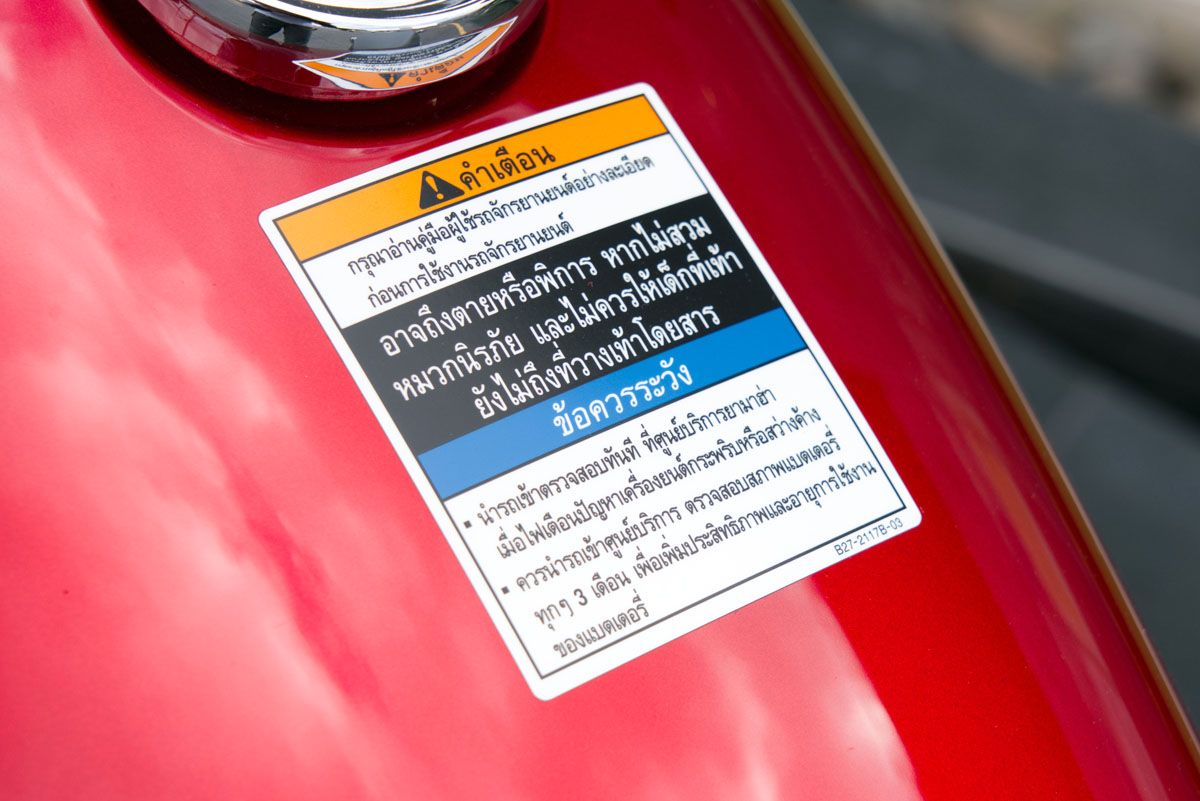 คำเตือน
กรุณาอ่านคู่มือผู้ใช้รถจักรยานยนต์อย่างละเอียด
ก่อนการใช้งานรถจักรยานยนต์
อาจถึงตายหรือพิการ หากไม่สวม
หมวกนิรภัย และไม่ควรให้เด็กที่เท้า
ยังไม่ถึงที่วางเท้าโดยสาร
ข้อควรระวัง
▪ นำรถเข้าตรวจสอบทันที ที่ศูนย์บริการยามาฮ่า
เมื่อไฟเตือนปัญหาเครื่องยนต์กระพริบหรือสว่างค้าง
▪ ควรนำรถเข้าศูนย์บริการ ตรวจสอบสภาพแบตเตอรี่
ทุกๆ 3 เดือน เพื่อเพิ่มประสิทธิภาพและอายุการใช้งาน
ของแบตเตอรี่
B27-2117B-03